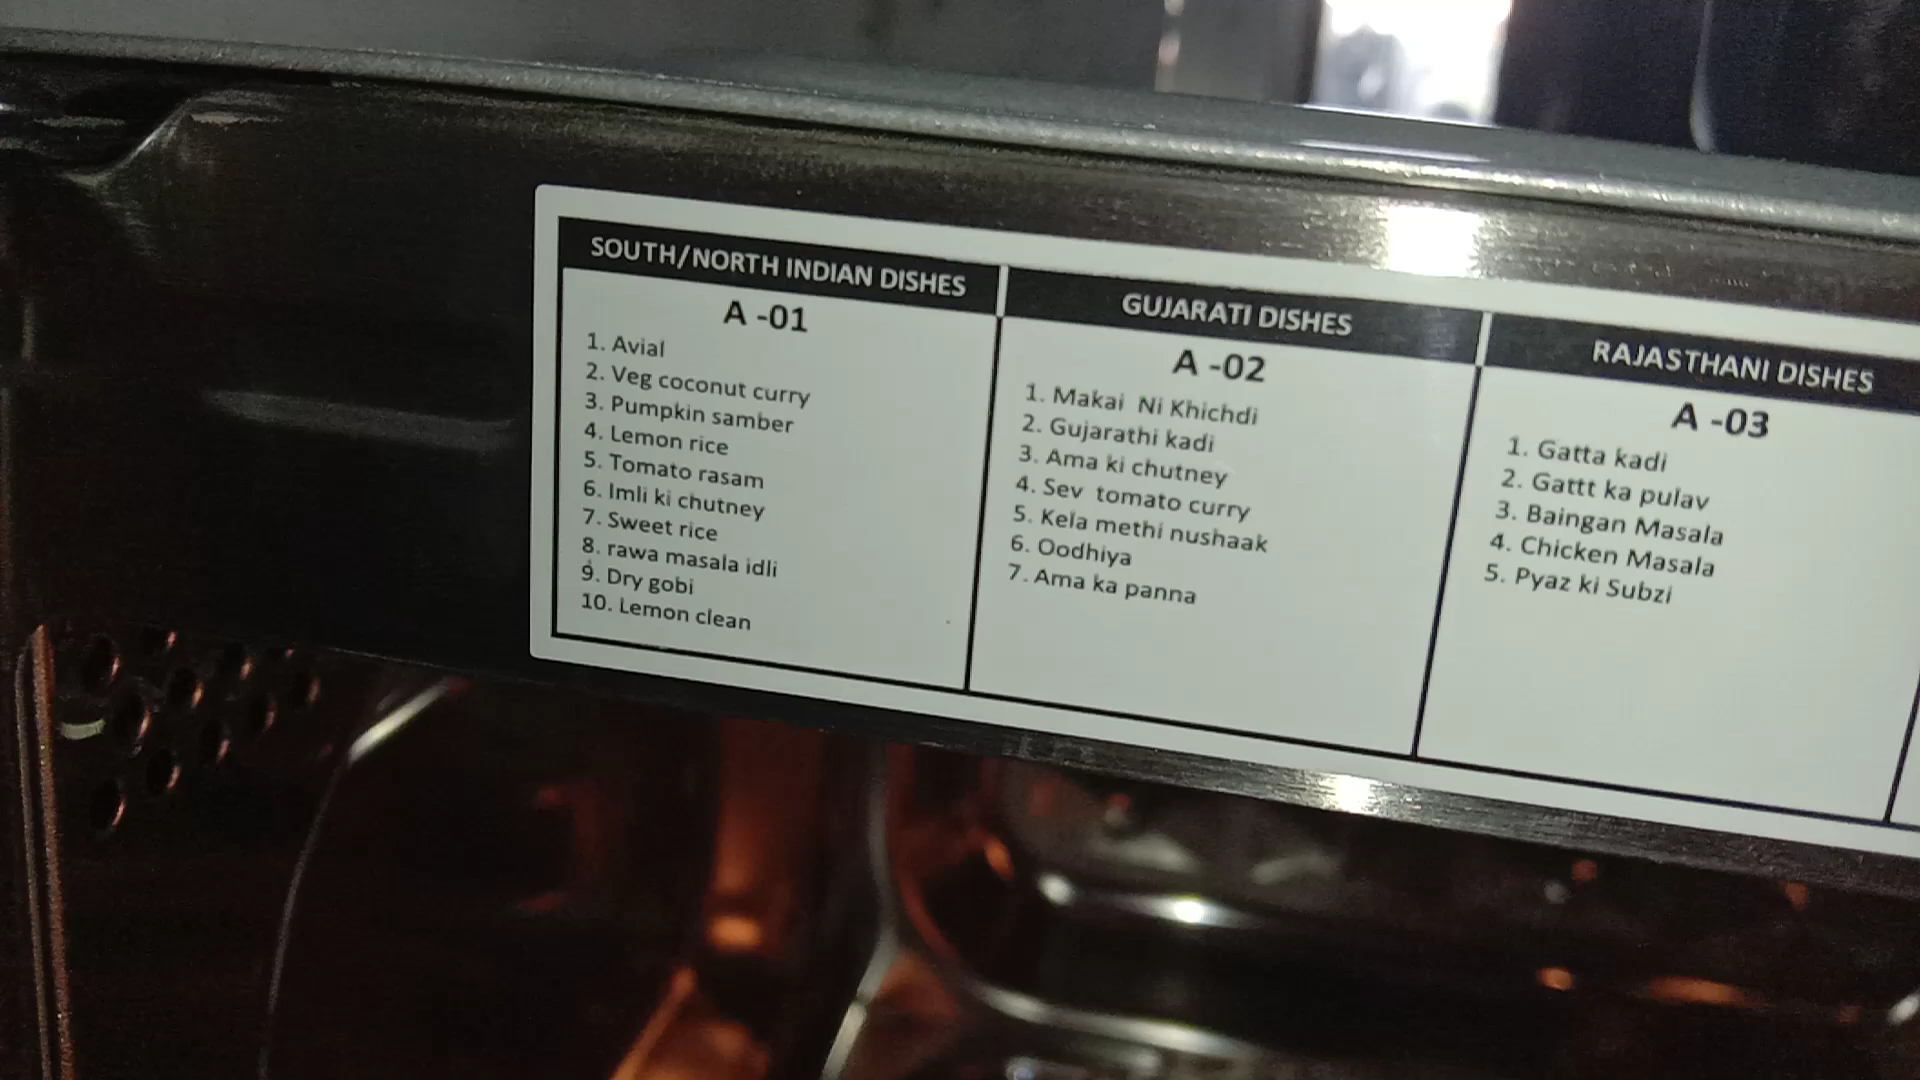 SOUTH/NORTH INDIAN DISHES
A -01
1. Avial
2. Veg coconut curry
3. Pumpkin samber
4. Lemon rice
5. Tomato rasam
6. Imli ki chutney
7. Sweet rice
8. rawa masala idli
9. Dry gobi
10. Lemon clean
GUJARATI DISHES
A -02
1. Makai Ni Khichdi
2. Gujarathi kadi
3. Ama ki chutney
4. Sev tomato curry
5. Kela methi nushaak
6. Oodhiya
7. Ama ka panna
RAJASTHANI DISHES
A -03
1. Gatta kadi
2. Gattt ka pulav
3. Baingan Masala
4. Chicken Masala
5. Pyaz ki Subzi